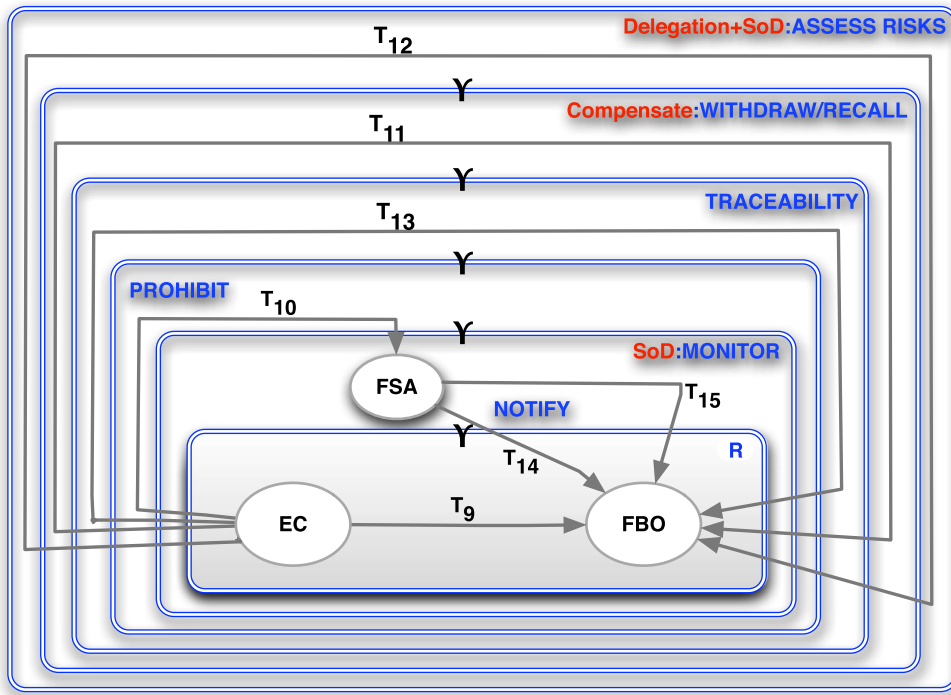 Delegation+SoD:ASSESS RISKS
T12
ϒ
Compensate:WITHDRAW/RECALL
T11
ϒ
TRACEABILITY
T13
ϒ
PROHIBIT
T10
ϒ
SoD:MONITOR
FSA
T15
NOTIFY
ϒ
R
T14
T9
EC
FBO